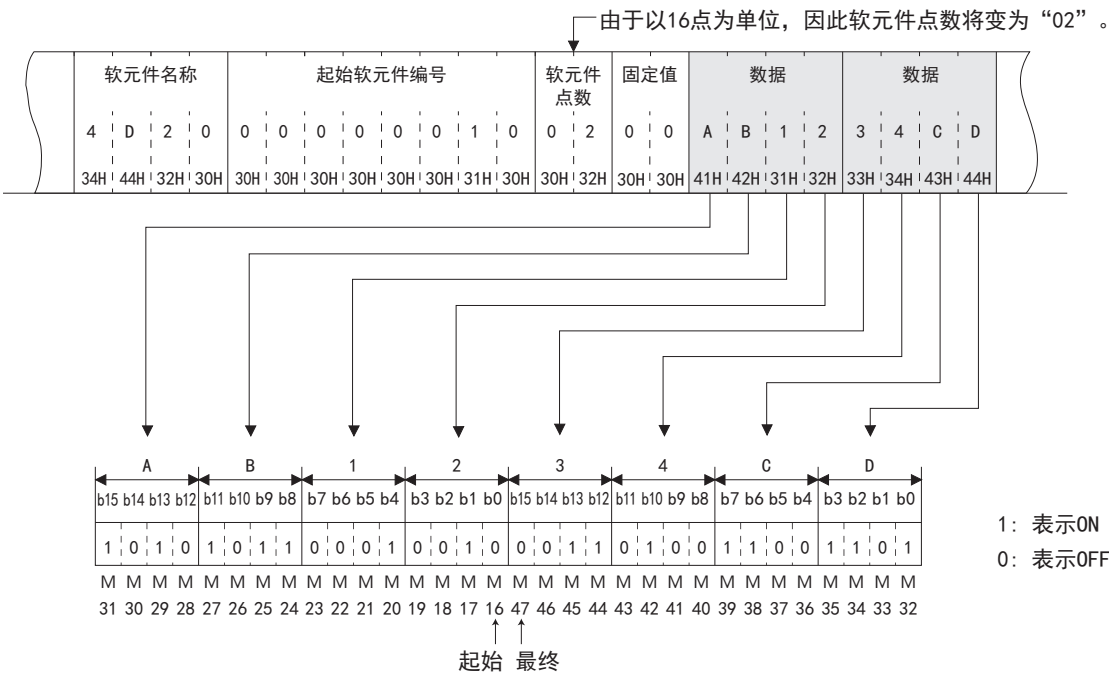 由于以16点为单位，因此软元件点数将变为“02”。
软元件名称 起始软元件编号 软元件点数 固定值 数据 数据
4 D 2 0 0 0 0 0 0 0 1 0 0 2 0 0 A B 1 2 3 4 C D
34H 44H 32H 30H 30H 30H 30H 30H 30H 30H 31H 30H 30H 32H 30H 30H 41H 42H 31H 32H 33H 34H 43H 44H
A B 1 2 3 4 C D
b15 b14 b13 b12 b11 b10 b9 b8 b7 b6 b5 b4 b3 b2 b1 b0 b15 b14 b13 b12 b11 b10 b9 b8 b7 b6 b5 b4 b3 b2 b1 b0
1 0 1 0 1 0 1 1 0 0 0 1 0 0 1 0 0 0 1 1 0 1 0 0 1 1 0 0 1 1 0 1
M M M M M M M M M M M M M M M M M M M M M M M M M M M M M M M M
31 30 29 28 27 26 25 24 23 22 21 20 19 18 17 16 47 46 45 44 43 42 41 40 39 38 37 36 35 34 33 32
起始 最终
1: 表示ON
0: 表示OFF